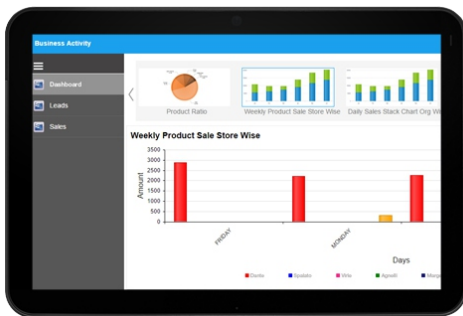 Business Activity
Dashboard
Leads
Sales
Product Ratio
Weekly Product Sale Store Wise
Daily Sales Stack Chart Org Wi
Weekly Product Sale Store Wise
3500
3000
2500
2000
1500
1000
500
0
Amount
FRIDAY
MONDAY
Days